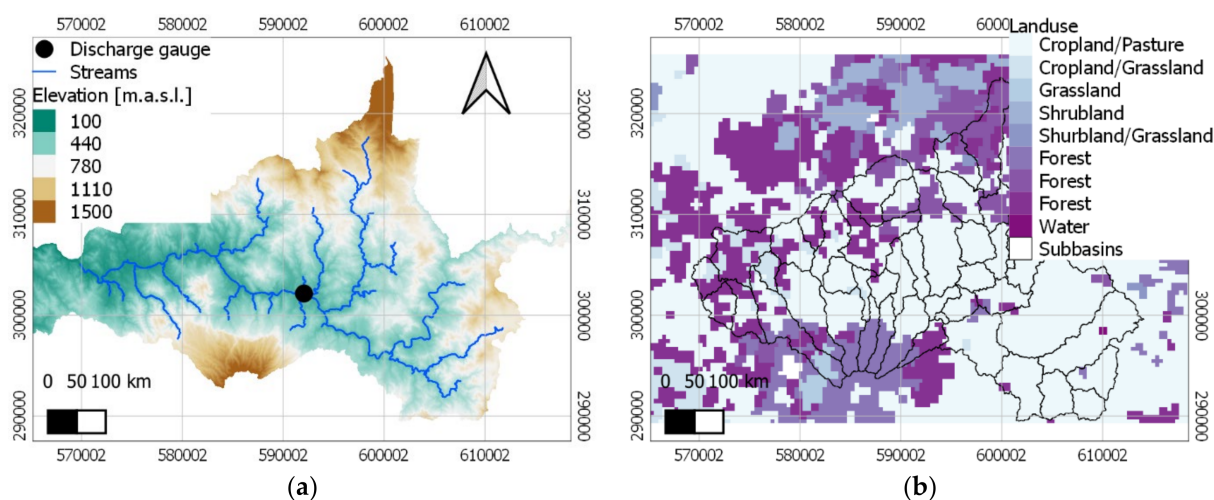 570002 580002 590002 600002 610002
Discharge gauge
Streams
Elevation [m.a.s.l.]
100
440
780
1110
1500
320000
310000
300000
290000
320000
310000
300000
290000
0 50 100 km
570002 580002 590002 600002 610002
(a)
570002 580002 590002 60000
Landuse
Cropland/Pasture
Cropland/Grassland
Grassland
Shrubland
Shurbland/Grassland
Forest
Forest
Forest
Water
Subbasins
320000
310000
300000
290000
300000
290000
0 50 100 km
570002 580002 590002 600002 610002
(b)